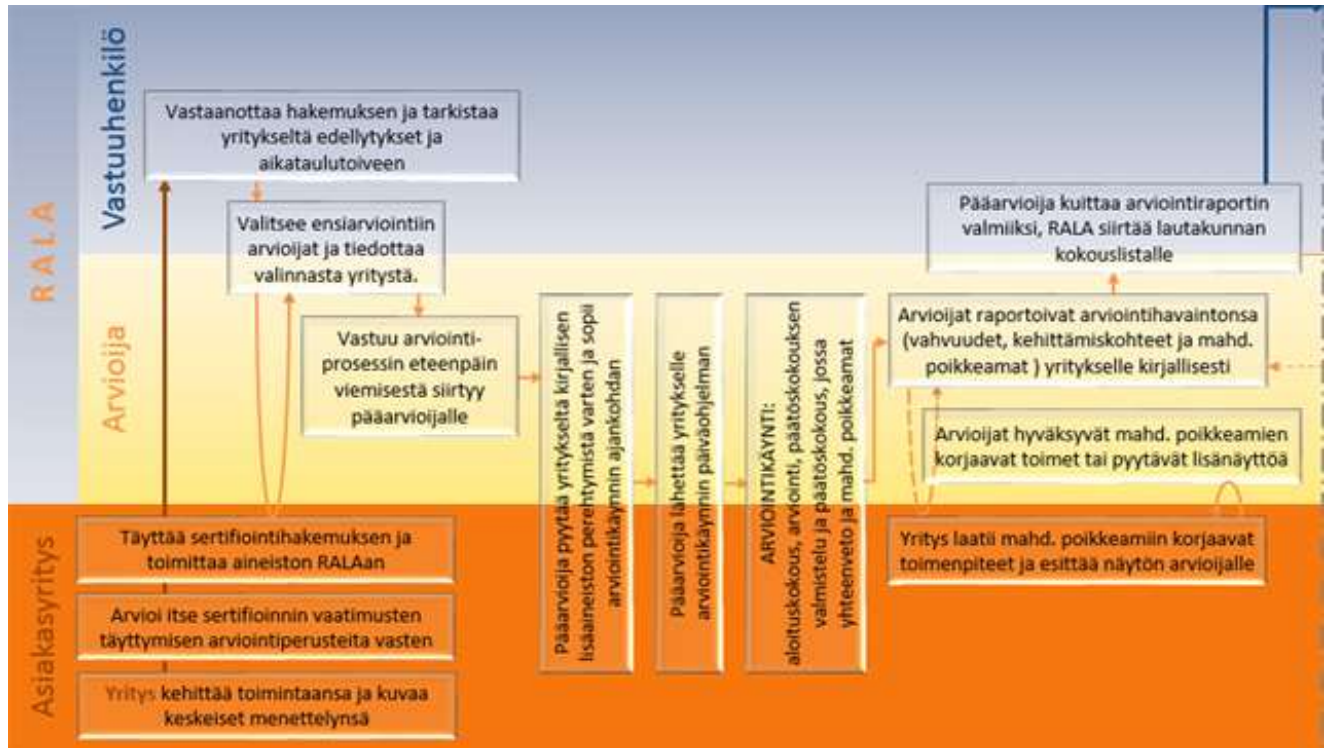 RALA
Vastuuhenkilö
Vastaanottaa hakemuksen ja tarkistaa
yritykseltä edellytykset ja
aikataulutoiveen
Valitsee ensiarviointiin
arvioijat ja tiedottaa
valinnasta yritystä.
Pääarvioija kuittaa arviointiraportin
valmiiksi, RALA siirtää lautakunnan
kokouslistalle
Arvioija
Vastuu arviointi-
prosessin eteenpäin
viemisestä siirtyy
pääarvioijalle
Pääarvioija pyytää yritykseltä kirjallisen
lisäaineiston perehtymistä varten ja sopii
arviointikäynnin ajankohdan
Pääarvioija lähettää yritykselle
arviointikäynnin päiväohjelman
ARVIOINTIKÄYNTI:
aloituskokous, arviointi, päätöskokouksen
valmistelu ja päätöskokous, jossa
yhteenveto ja mahd. poikkeamat
Arvioijat raportoivat arviointihavaintonsa
(vahvuudet, kehittämiskohteet ja mahd.
poikkeamat ) yritykselle kirjallisesti
Arvioijat hyväksyvät mahd. poikkeamien
korjaavat toimet tai pyytävät lisänäyttöä
Asiakasyritys
Täyttää sertifiointihakemuksen ja
toimittaa aineiston RALAan
Arvioi itse sertifioinnin vaatimusten
täyttymisen arviointiperusteita vasten
Yritys kehittää toimintaansa ja kuvaa
keskeiset menettelynsä
Yritys laatii mahd. poikkeamiin korjaavat
toimenpiteet ja esittää näytön arvioijalle